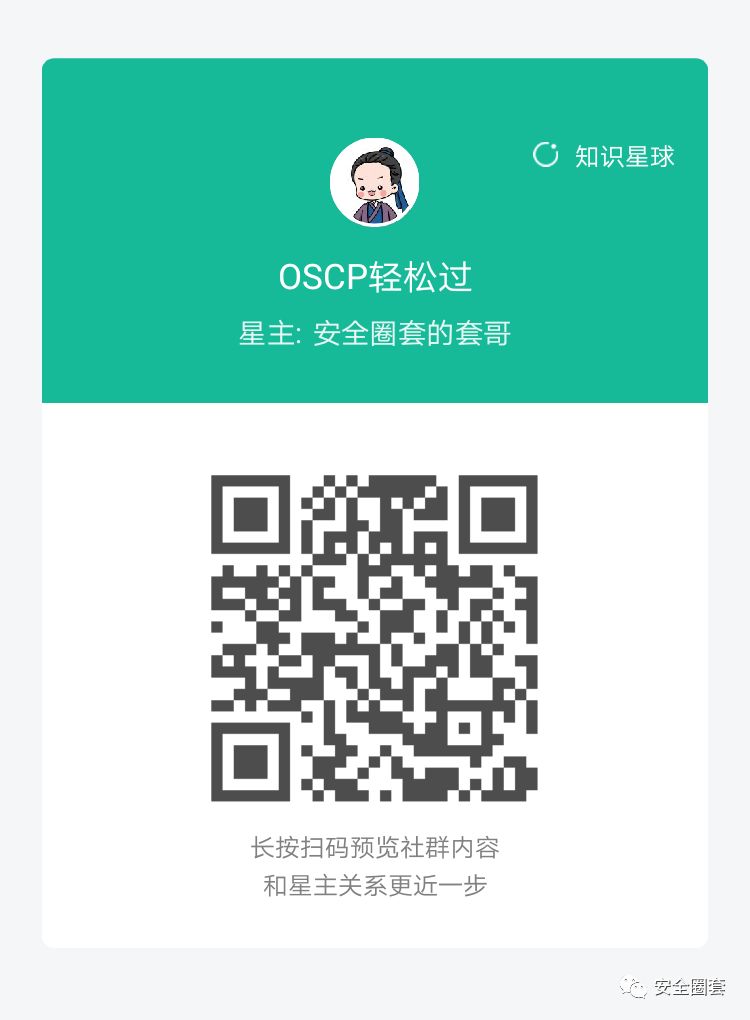 知识星球
OSCP轻松过
星主: 安全圈套的套哥
长按扫码预览社群内容
和星主关系更近一步
安全圈套